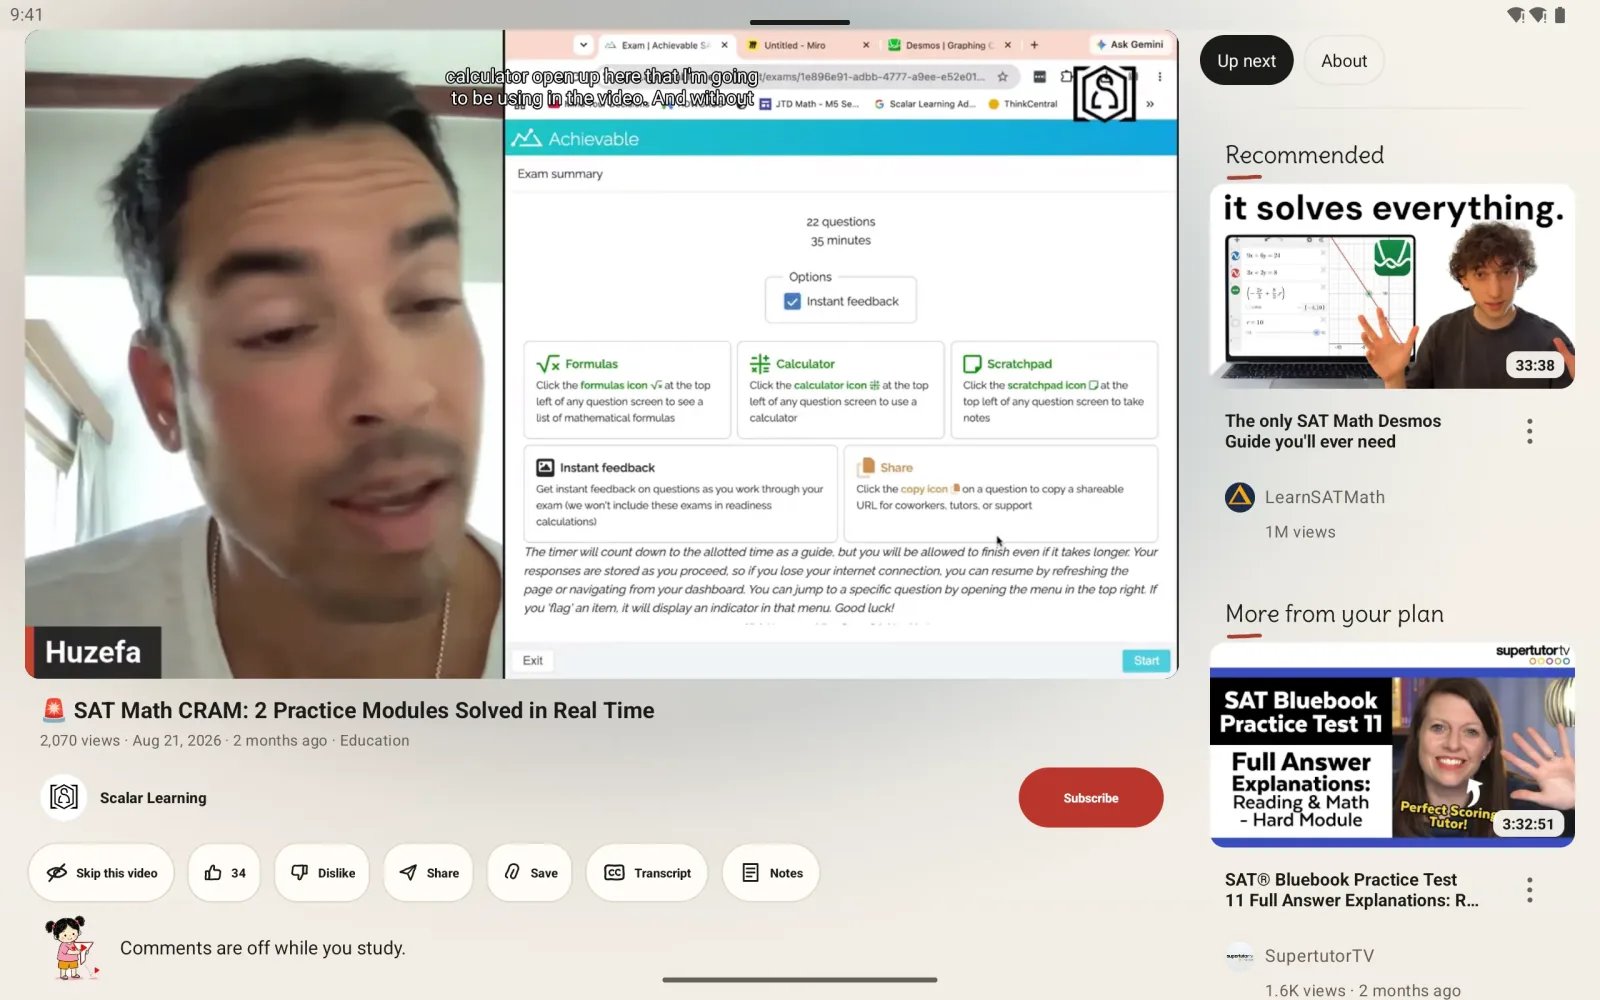 9:41
Exam | Achievable SA
Untitled - Miro
Desmos | Graphing C
Ask Gemini
t/exams/1e896e91-adbb-4777-a9ee-e52e01...
calculator open up here that I'm going
to be using in the video. And without
JTD Math - M5 Se...
Scalar Learning Ad...
ThinkCentral
Achievable
Exam summary
22 questions
35 minutes
Options
Instant feedback
Formulas
Click the formulas icon √x at the top
left of any question screen to see a
list of mathematical formulas
Calculator
Click the calculator icon at the top
left of any question screen to use a
calculator
Scratchpad
Click the scratchpad icon at the
top left of any question screen to take
notes
Instant feedback
Get instant feedback on questions as you work through your
exam (we won't include these exams in readiness
calculations)
Share
Click the copy icon on a question to copy a shareable
URL for coworkers, tutors, or support
The timer will count down to the allotted time as a guide, but you will be allowed to finish even if it takes longer. Your
responses are stored as you proceed, so if you lose your internet connection, you can resume by refreshing the
page or navigating from your dashboard. You can jump to a specific question by opening the menu in the top right. If
you 'flag' an item, it will display an indicator in that menu. Good luck!
Exit
Start
Huzefa
🚨 SAT Math CRAM: 2 Practice Modules Solved in Real Time
2,070 views · Aug 21, 2026 · 2 months ago · Education
Scalar Learning
Subscribe
Skip this video
34
Dislike
Share
Save
CC Transcript
Notes
Comments are off while you study.
Up next
About
Recommended
it solves everything.
33:38
The only SAT Math Desmos
Guide you'll ever need
LearnSATMath
1M views
More from your plan
supertutortv
SAT Bluebook
Practice Test 11
Full Answer
Explanations:
Reading & Math
- Hard Module
Perfect Scoring
Tutor!
3:32:51
SAT® Bluebook Practice Test
11 Full Answer Explanations: R...
SupertutorTV
1.6K views · 2 months ago